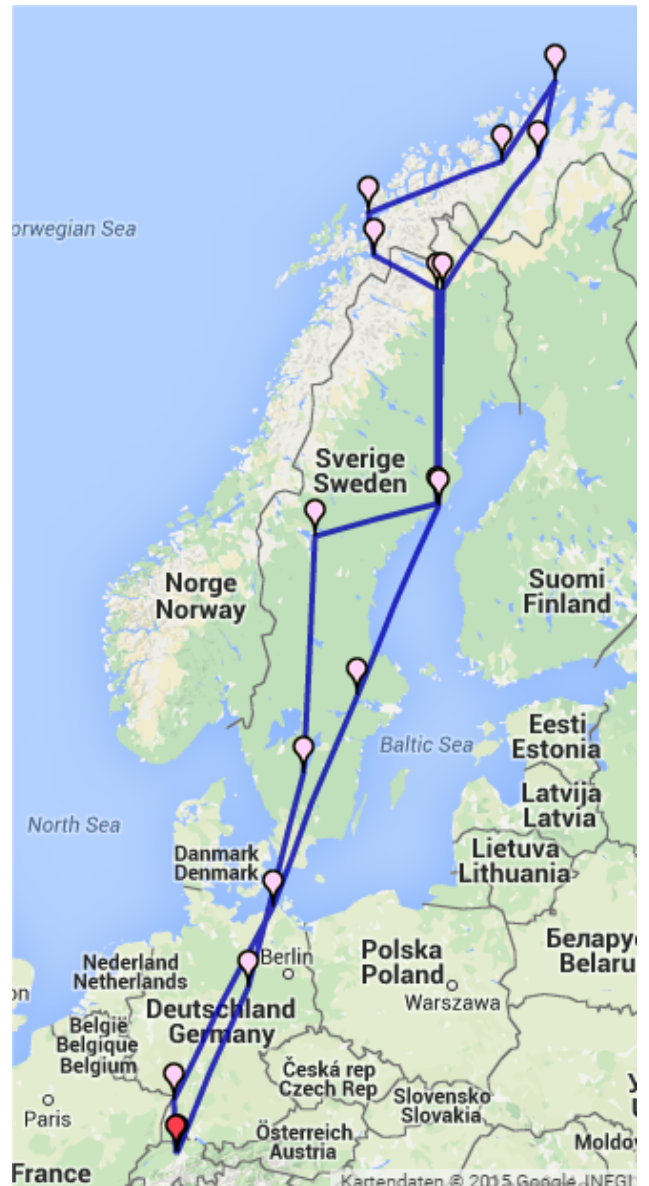 orwegian Sea
Sverige
Sweden
Norge
Norway
Suomi
Finland
Eesti
Estonia
Baltic Sea
Latvija
Latvia
North Sea
Lietuva
Lithuania
Danmark
Denmark
Беларус
Belaru
Polska
Poland
Berlin
Nederland
Netherlands
Warszawa
on
Deutschland
Germany
België
Belgique
Belgium
Česká rep
Czech Rep
Slovensko
Slovakia
Paris
Österreich
Austria
Moldov
France
Kartendaten © 2015 Google, INEGI